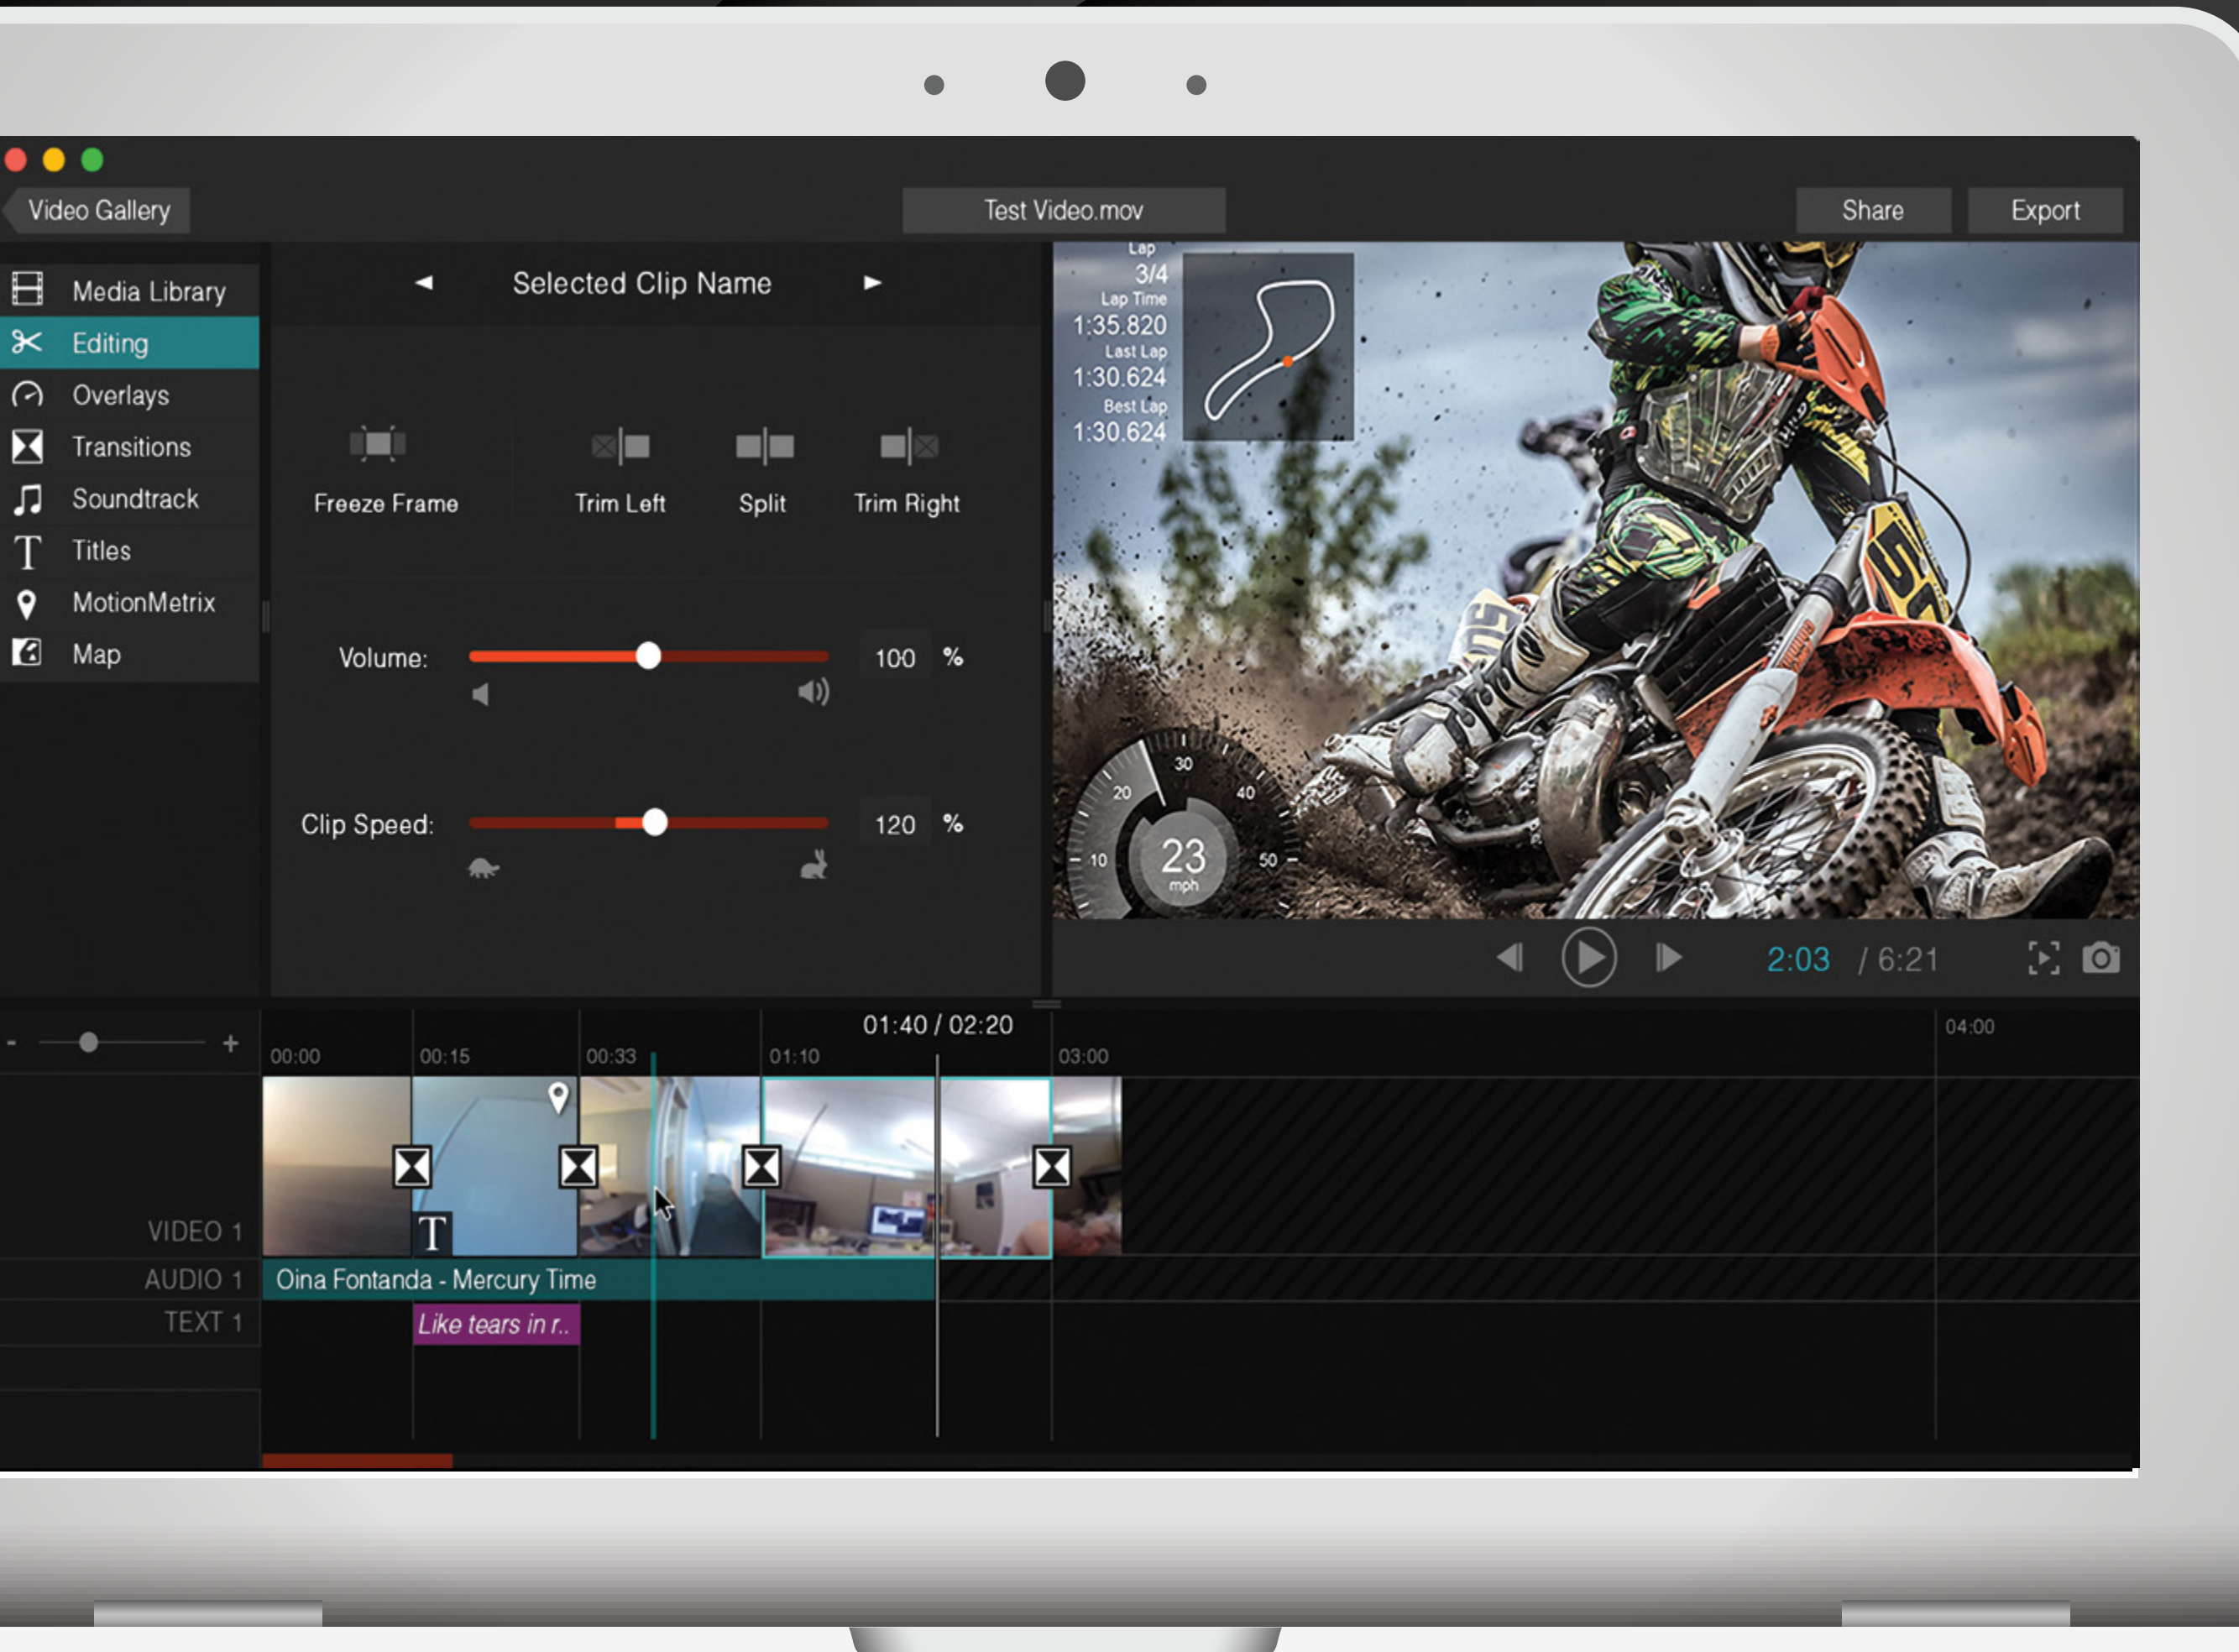 Video Gallery
Test Video.mov
Share
Export
Media Library
Editing
Overlays
Transitions
Soundtrack
Titles
MotionMetrix
Map
Selected Clip Name
Freeze Frame
Trim Left
Split
Trim Right
Volume:
100 %
Clip Speed:
120 %
Lap
3/4
Lap Time
1:35.820
Last Lap
1:30.624
Best Lap
1:30.624
10
20
30
40
50
23
mph
2:03 / 6:21
01:40 / 02:20
04:00
- +
00:00
00:15
00:33
01:10
03:00
T
VIDEO 1
AUDIO 1
Oina Fontanda - Mercury Time
TEXT 1
Like tears in r..